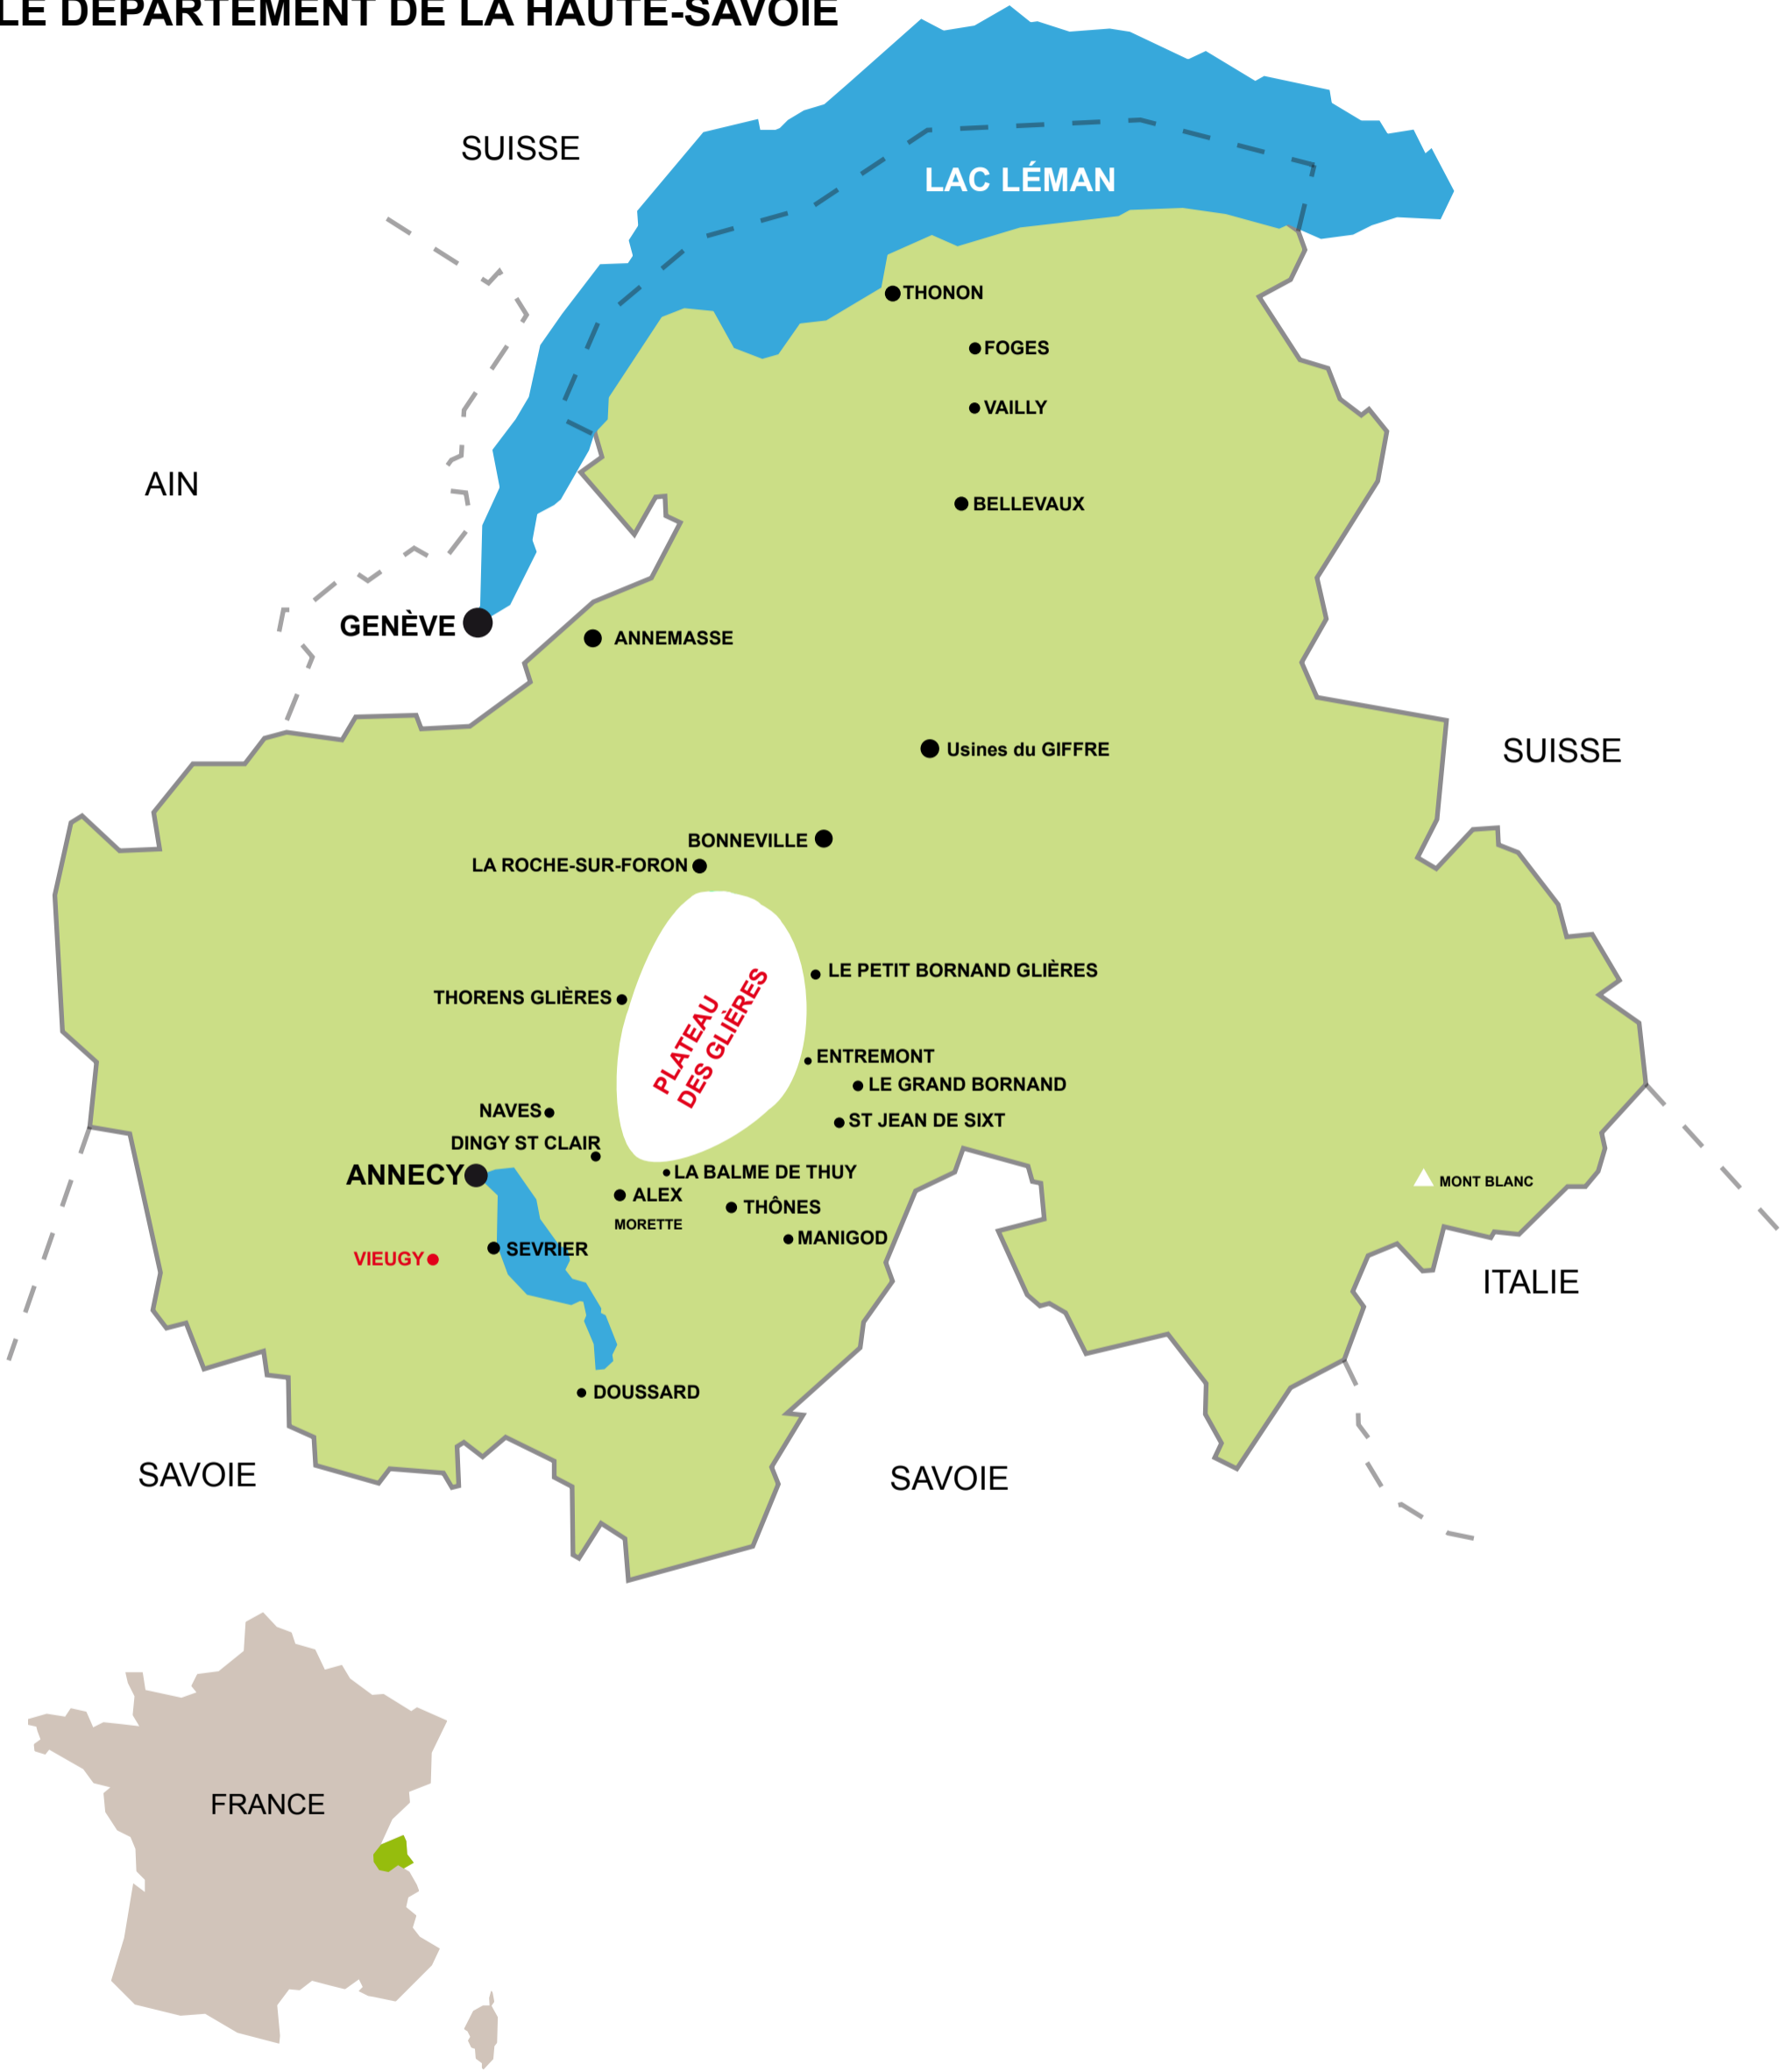 LE DEPARTEMENT DE LA HAUTE-SAVOIE
SUISSE
LAC LÉMAN
THONON
FOGES
VAILLY
AIN
BELLEVAUX
GENÈVE
ANNEMASSE
Usines du GIFFRE
SUISSE
BONNEVILLE
LA ROCHE-SUR-FORON
LE PETIT BORNAND GLIÈRES
THORENS GLIÈRES
PLATEAU
DES GLIÈRES
ENTREMONT
LE GRAND BORNAND
NAVES
ST JEAN DE SIXT
DINGY ST CLAIR
LA BALME DE THUY
ANNECY
MONT BLANC
ALEX
THÔNES
MORETTE
MANIGOD
SEVRIER
VIEUGY
ITALIE
DOUSSARD
SAVOIE
SAVOIE
FRANCE